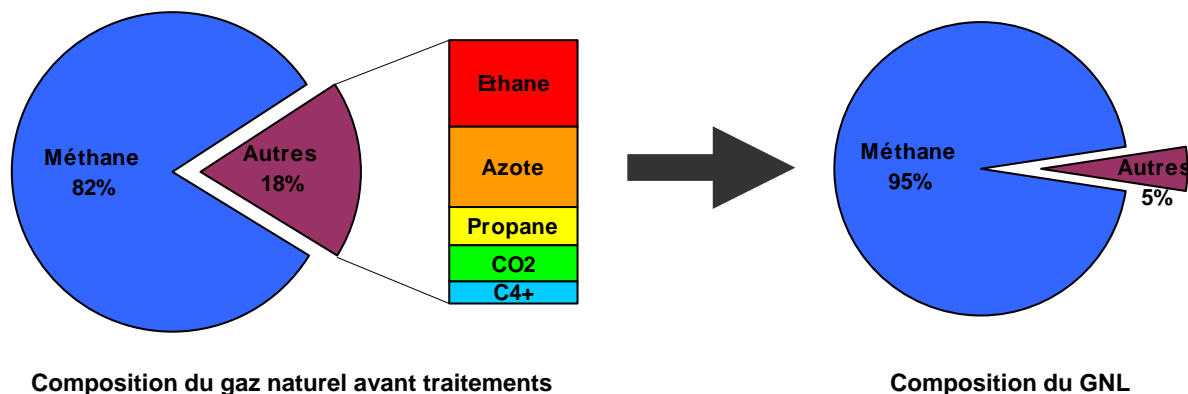 Méthane
82%
Autres
18%
Ethane
Azote
Propane
CO2
C4+
Méthane
95%
Autres
5%
Composition du gaz naturel avant traitements
Composition du GNL